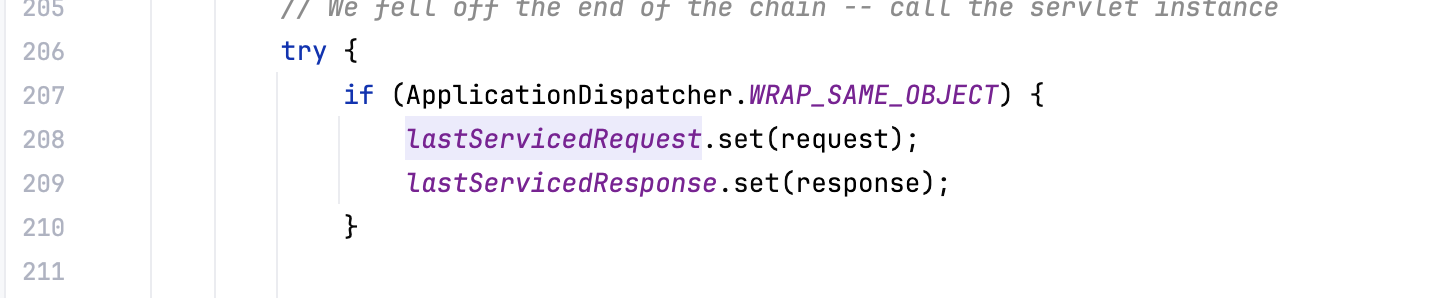 205 // We fell off the end of the chain -- call the servlet instance
206 try {
207 if (ApplicationDispatcher.WRAP_SAME_OBJECT) {
208 lastServicedRequest.set(request);
209 lastServicedResponse.set(response);
210 }
211